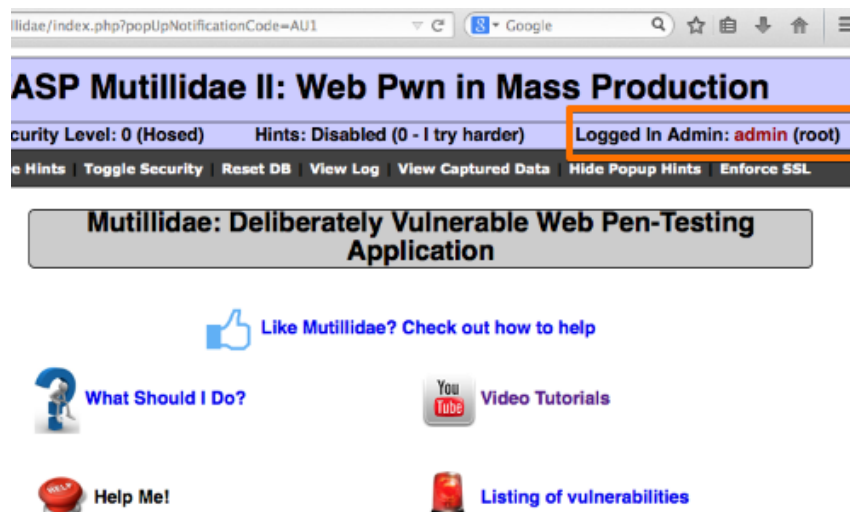 llidae/index.php?popUpNotificationCode=AU1 8 Google
ASP Mutillidae II: Web Pwn in Mass Production
curity Level: 0 (Hosed) Hints: Disabled (0 - I try harder) Logged In Admin: admin (root)
e Hints | Toggle Security | Reset DB | View Log | View Captured Data | Hide Popup Hints | Enforce SSL
Mutillidae: Deliberately Vulnerable Web Pen-Testing
Application
Like Mutillidae? Check out how to help
What Should I Do?
You
Tube
Video Tutorials
HELP
Help Me!
Listing of vulnerabilities